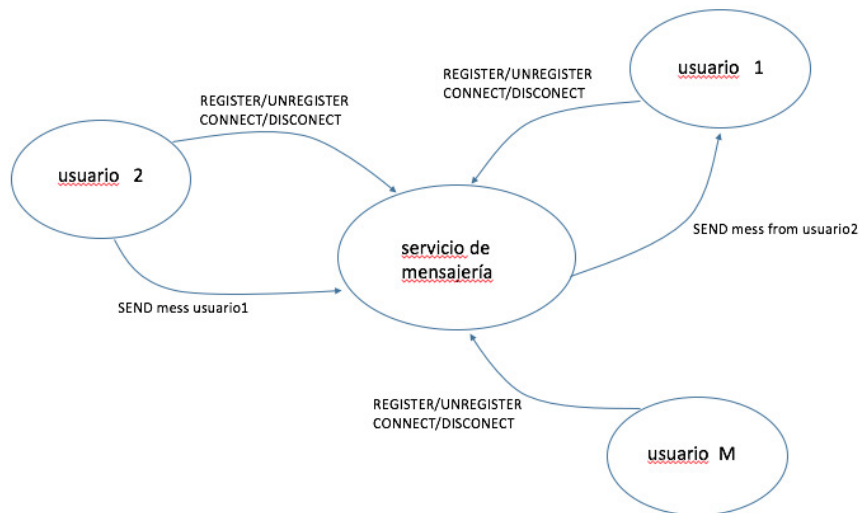 usuario 1
REGISTER/UNREGISTER
CONNECT/DISCONECT
REGISTER/UNREGISTER
CONNECT/DISCONECT
usuario 2
SEND mess from usuario2
servicio de
mensajería
SEND mess usuario1
REGISTER/UNREGISTER
CONNECT/DISCONECT
usuario M